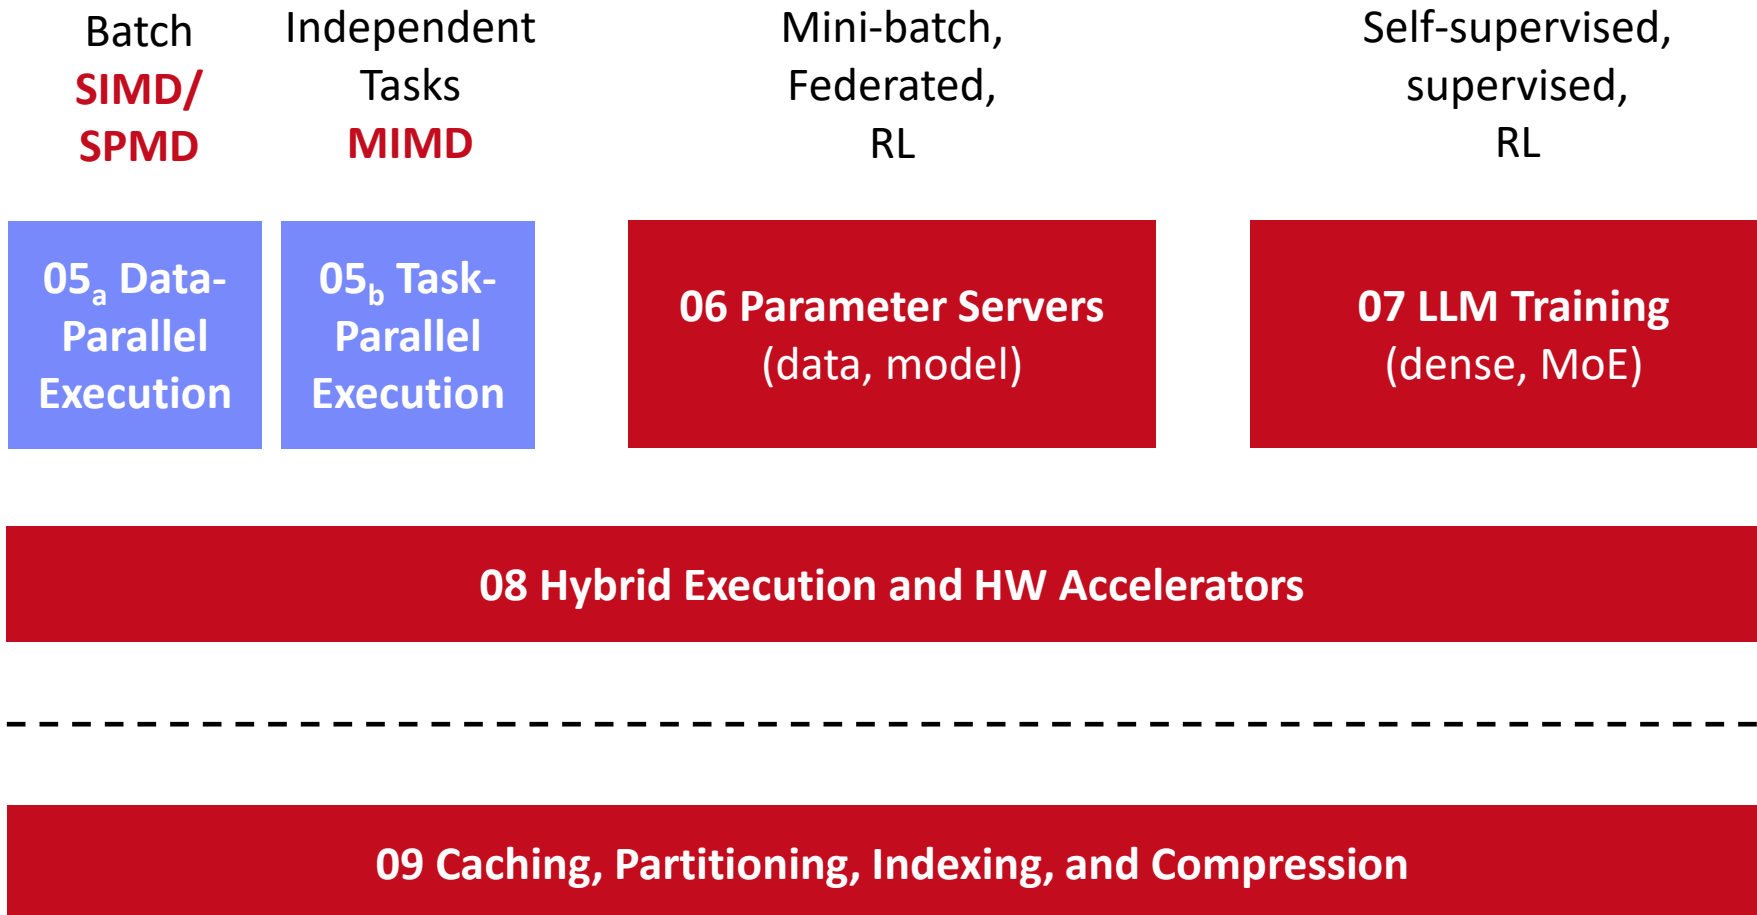 Batch
SIMD/
SPMD
Independent
Tasks
MIMD
Mini-batch,
Federated,
RL
Self-supervised,
supervised,
RL
05a Data-
Parallel
Execution
05b Task-
Parallel
Execution
06 Parameter Servers
(data, model)
07 LLM Training
(dense, MoE)
08 Hybrid Execution and HW Accelerators
09 Caching, Partitioning, Indexing, and Compression